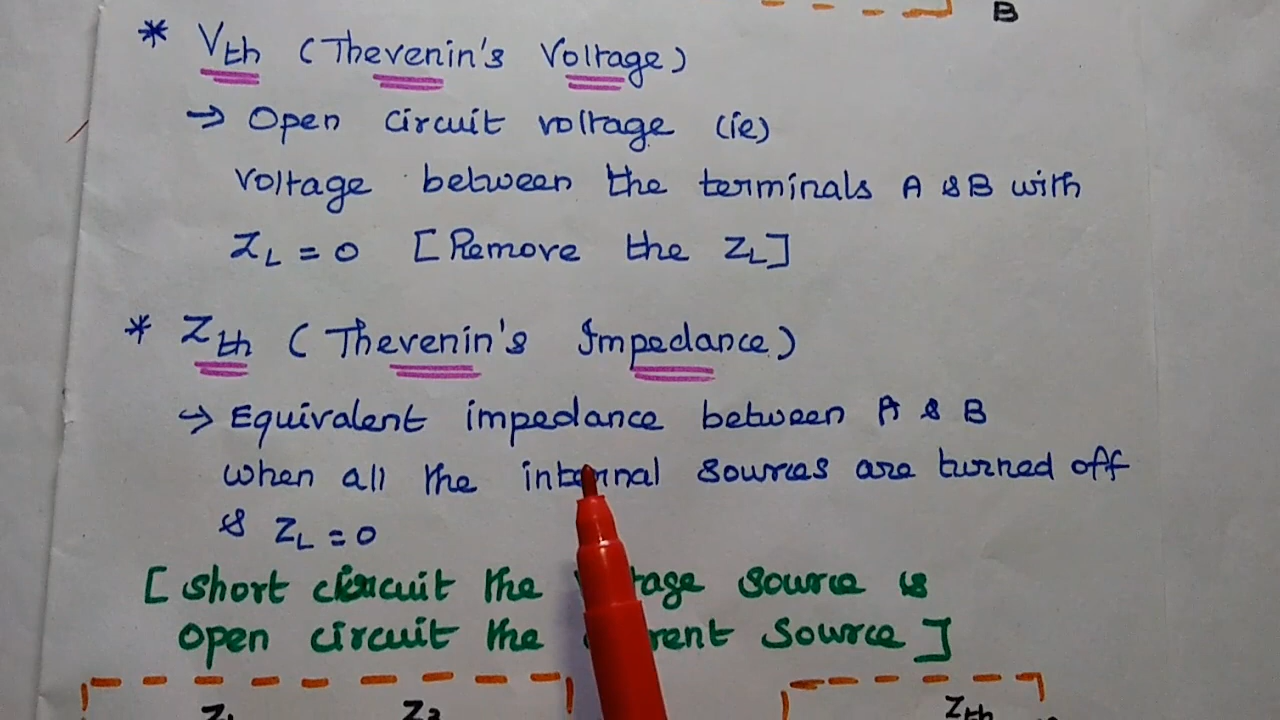 B
* Vth (Thevenin's Voltage)
→ Open circuit voltage (ie)
voltage between the terminals A & B with
ZL = 0 [Remove the ZL]
* Zth (Thevenin's Impedance)
→ Equivalent impedance between A & B
when all the internal sources are turned off
& ZL = 0
[short circuit the source &
open circuit the source]
Z1 Z2 Zth